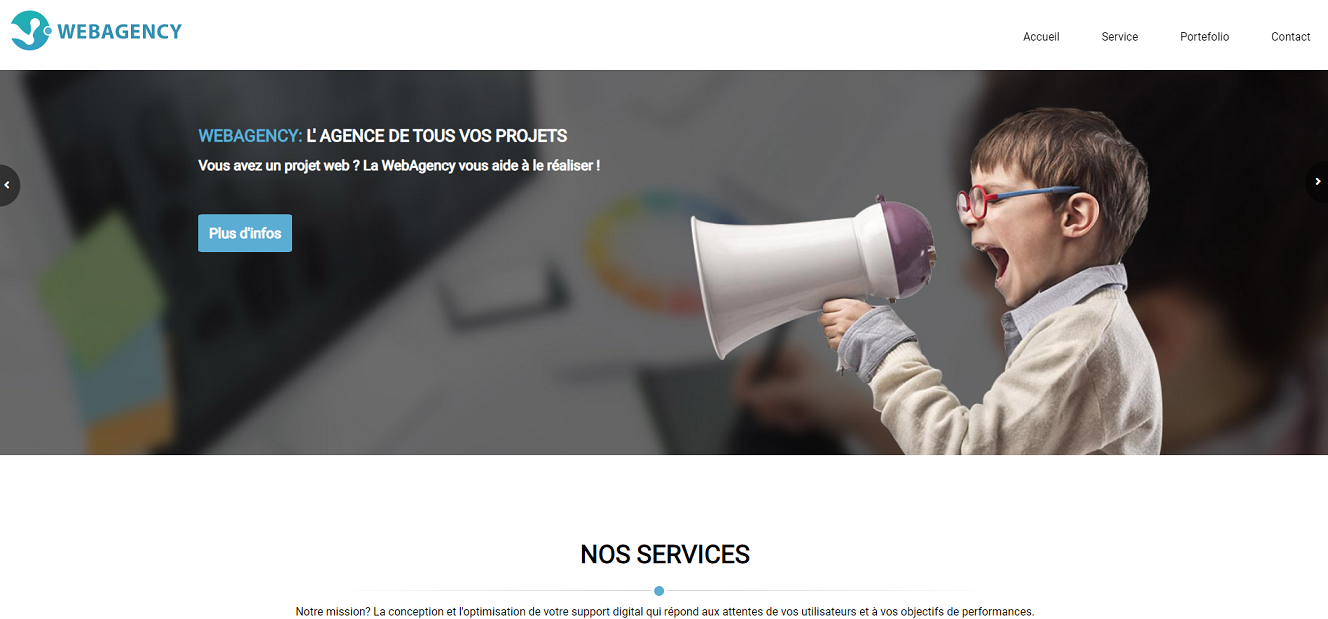 WEBAGENCY
Accueil Service Portefolio Contact
WEBAGENCY: L' AGENCE DE TOUS VOS PROJETS
Vous avez un projet web ? La WebAgency vous aide à le réaliser !
Plus d'infos
NOS SERVICES
Notre mission? La conception et l'optimisation de votre support digital qui répond aux attentes de vos utilisateurs et à vos objectifs de performances.